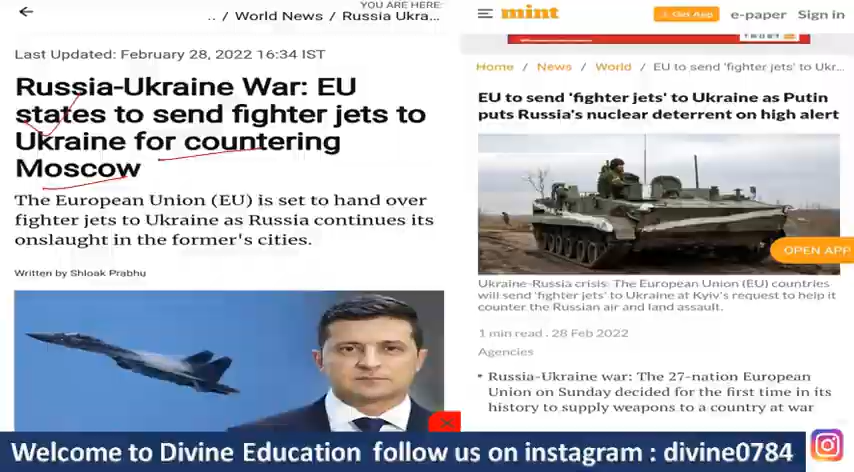 YOU ARE HERE:
.. / World News / Russia Ukra...
Last Updated: February 28, 2022 16:34 IST
Russia-Ukraine War: EU
states to send fighter jets to
Ukraine for countering
Moscow
The European Union (EU) is set to hand over
fighter jets to Ukraine as Russia continues its
onslaught in the former's cities.
Written by Shloak Prabhu
mint
Get App
e-paper
Sign in
Home / News / World / EU to send 'fighter jets' to Ukr...
EU to send 'fighter jets' to Ukraine as Putin
puts Russia's nuclear deterrent on high alert
OPEN APP
Ukraine-Russia crisis: The European Union (EU) countries
will send 'fighter jets' to Ukraine at Kyiv's request to help it
counter the Russian air and land assault.
1 min read . 28 Feb 2022
Agencies
• Russia-Ukraine war: The 27-nation European
Union on Sunday decided for the first time in its
history to supply weapons to a country at war
Welcome to Divine Education follow us on instagram : divine0784